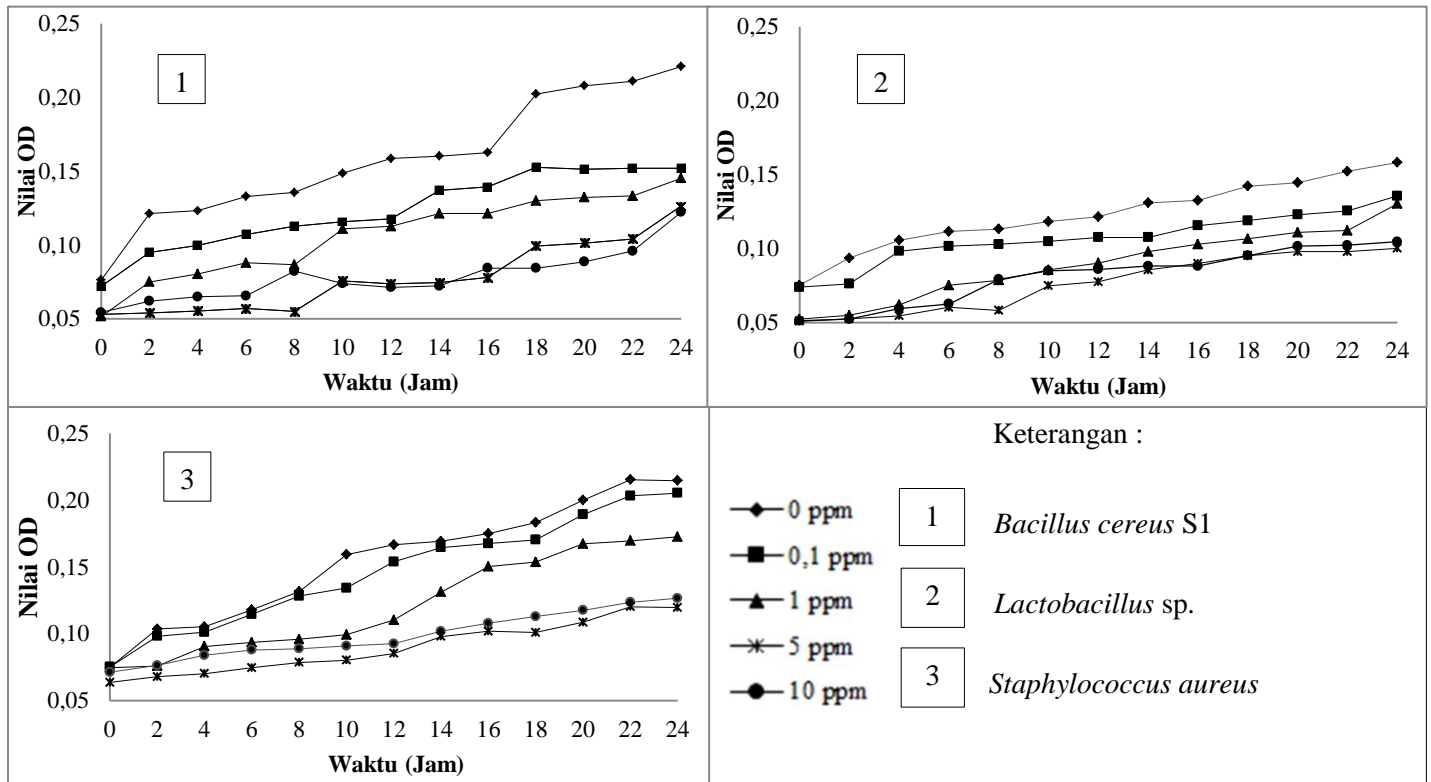 0,25
0,20
0,15
0,10
0,05
Nilai OD
1
0 2 4 6 8 10 12 14 16 18 20 22 24
Waktu (Jam)
0,25
0,20
0,15
0,10
0,05
Nilai OD
2
0 2 4 6 8 10 12 14 16 18 20 22 24
Waktu (Jam)
0,25
0,20
0,15
0,10
0,05
Nilai OD
3
0 2 4 6 8 10 12 14 16 18 20 22 24
Waktu (Jam)
Keterangan :
0 ppm
0,1 ppm
1 ppm
5 ppm
10 ppm
1 Bacillus cereus S1
2 Lactobacillus sp.
3 Staphylococcus aureus